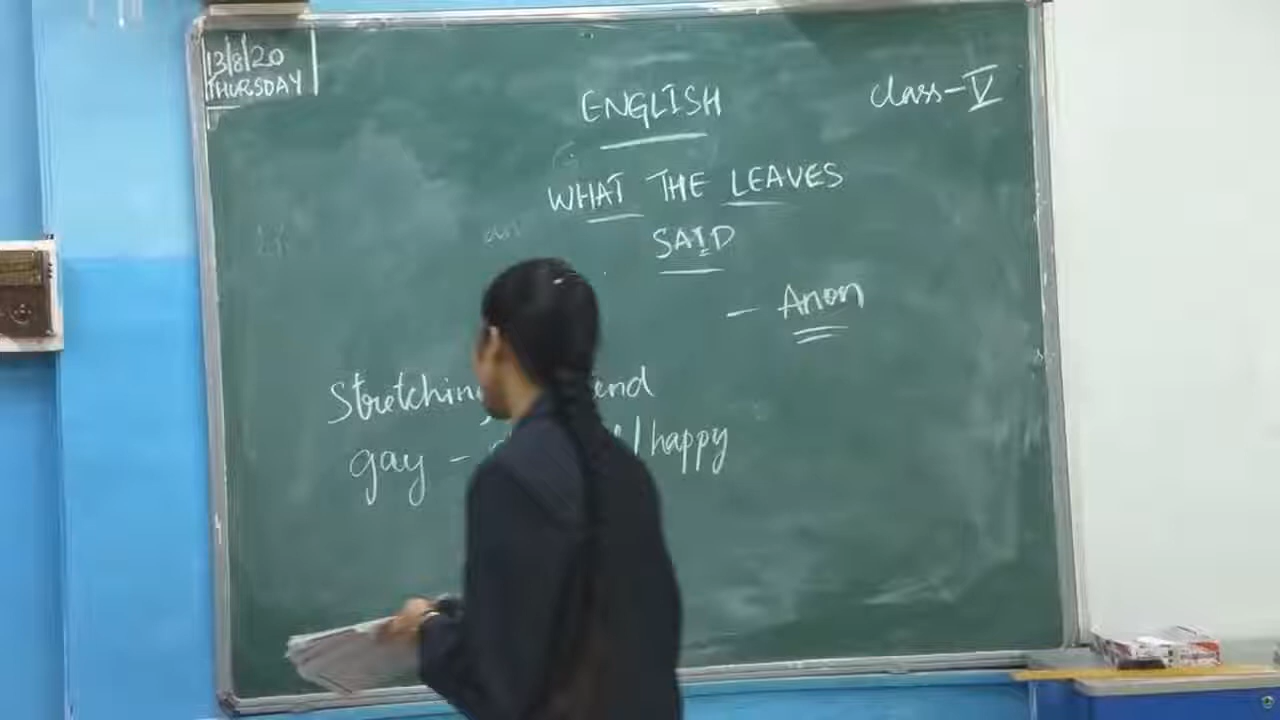 13/8/20
THURSDAY
ENGLISH
class-V
WHAT THE LEAVES
SAID
- Anon
Stretching end
gay - /happy